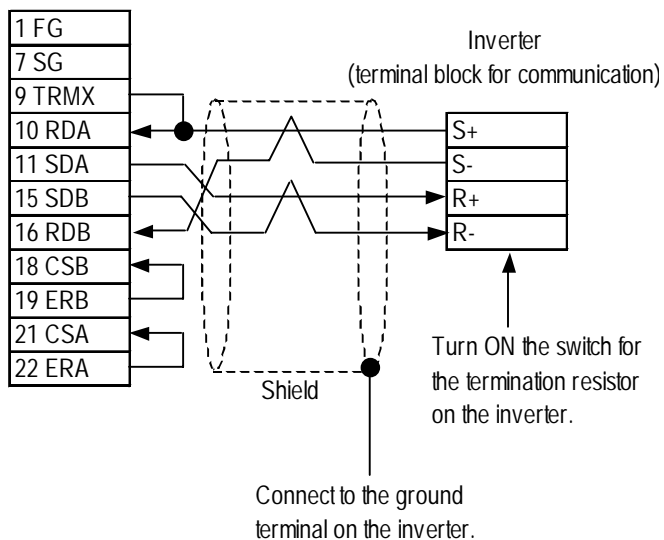 1 FG
7 SG
9 TRMX
10 RDA
11 SDA
15 SDB
16 RDB
18 CSB
19 ERB
21 CSA
22 ERA
Inverter
(terminal block for communication)
S+
S-
R+
R-
Turn ON the switch for
the termination resistor
on the inverter.
Shield
Connect to the ground
terminal on the inverter.